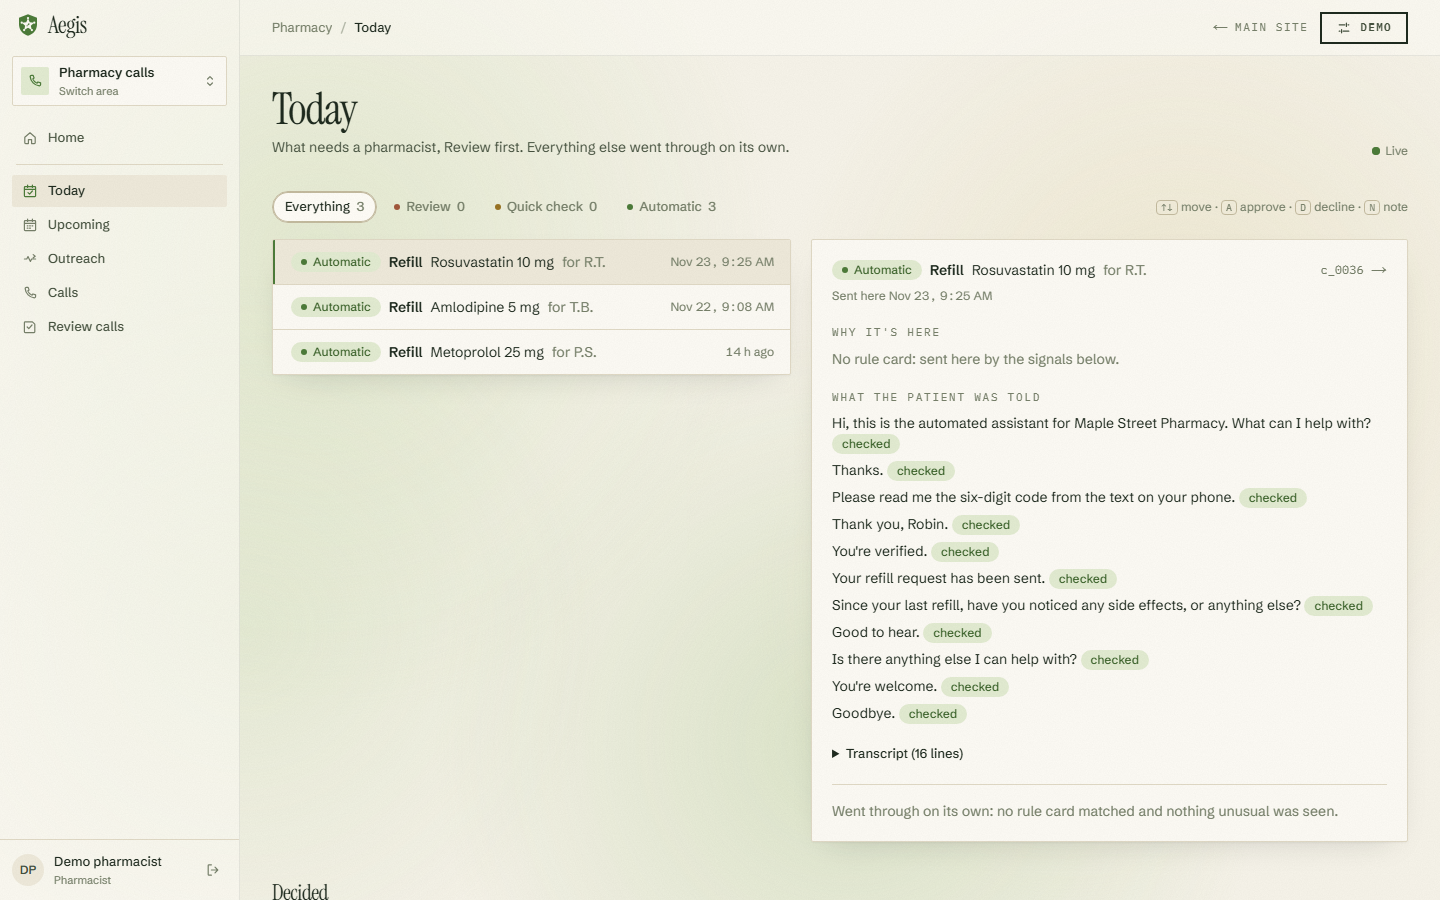 Aegis
Pharmacy calls
Switch area
Home
Today
Upcoming
Outreach
Calls
Review calls
DP
Demo pharmacist
Pharmacist
Pharmacy / Today
← MAIN SITE
DEMO
Today
What needs a pharmacist, Review first. Everything else went through on its own.
Live
Everything 3
Review 0
Quick check 0
Automatic 3
↑↓ move · A approve · D decline · N note
Automatic Refill Rosuvastatin 10 mg for R.T. Nov 23, 9:25 AM
Automatic Refill Amlodipine 5 mg for T.B. Nov 22, 9:08 AM
Automatic Refill Metoprolol 25 mg for P.S. 14 h ago
Automatic Refill Rosuvastatin 10 mg for R.T. c_0036 →
Sent here Nov 23, 9:25 AM
WHY IT'S HERE
No rule card: sent here by the signals below.
WHAT THE PATIENT WAS TOLD
Hi, this is the automated assistant for Maple Street Pharmacy. What can I help with?
checked
Thanks. checked
Please read me the six-digit code from the text on your phone. checked
Thank you, Robin. checked
You're verified. checked
Your refill request has been sent. checked
Since your last refill, have you noticed any side effects, or anything else? checked
Good to hear. checked
Is there anything else I can help with? checked
You're welcome. checked
Goodbye. checked
Transcript (16 lines)
Went through on its own: no rule card matched and nothing unusual was seen.
Decided